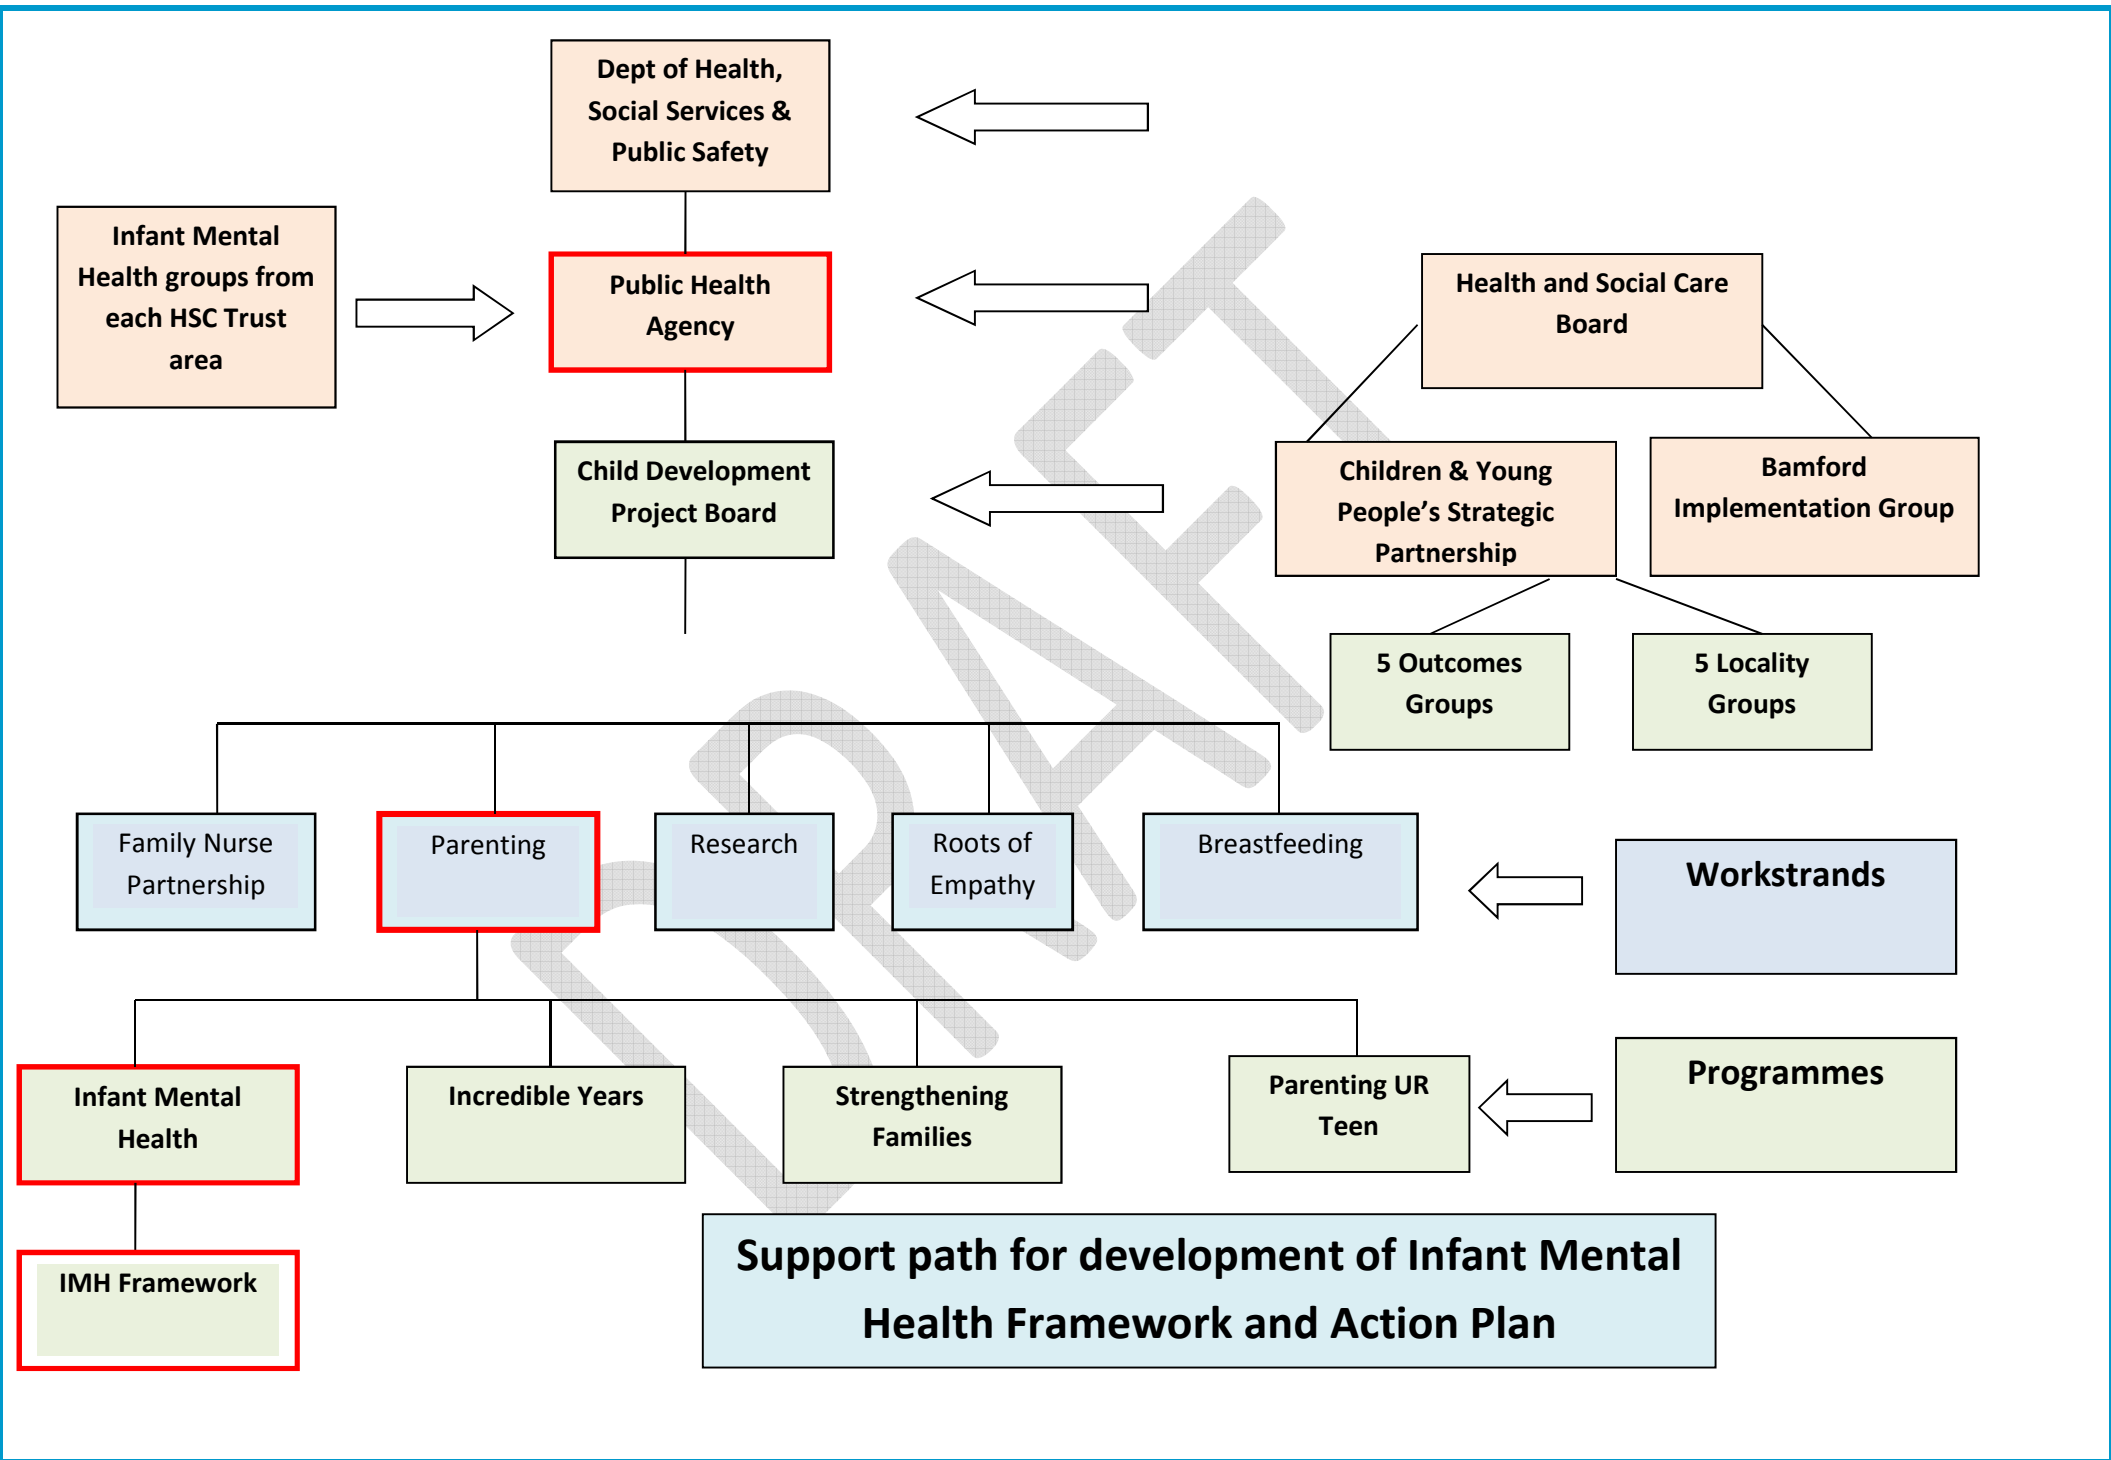 Dept of Health,
Social Services &
Public Safety
Infant Mental
Health groups from
each HSC Trust
area
Public Health
Agency
Health and Social Care
Board
Child Development
Project Board
Children & Young
People’s Strategic
Partnership
Bamford
Implementation Group
5 Outcomes
Groups
5 Locality
Groups
DRAFT
Family Nurse
Partnership
Parenting
Research
Roots of
Empathy
Breastfeeding
Workstrands
Infant Mental
Health
Incredible Years
Strengthening
Families
Parenting UR
Teen
Programmes
IMH Framework
Support path for development of Infant Mental
Health Framework and Action Plan